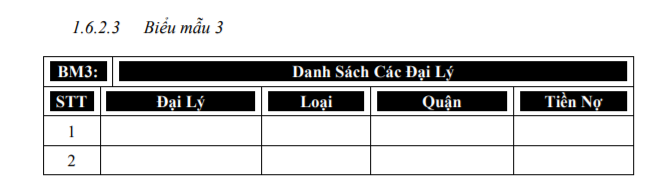 1.6.2.3 Biểu mẫu 3
BM3: Danh Sách Các Đại Lý
STT Đại Lý Loại Quận Tiền Nợ
1
2